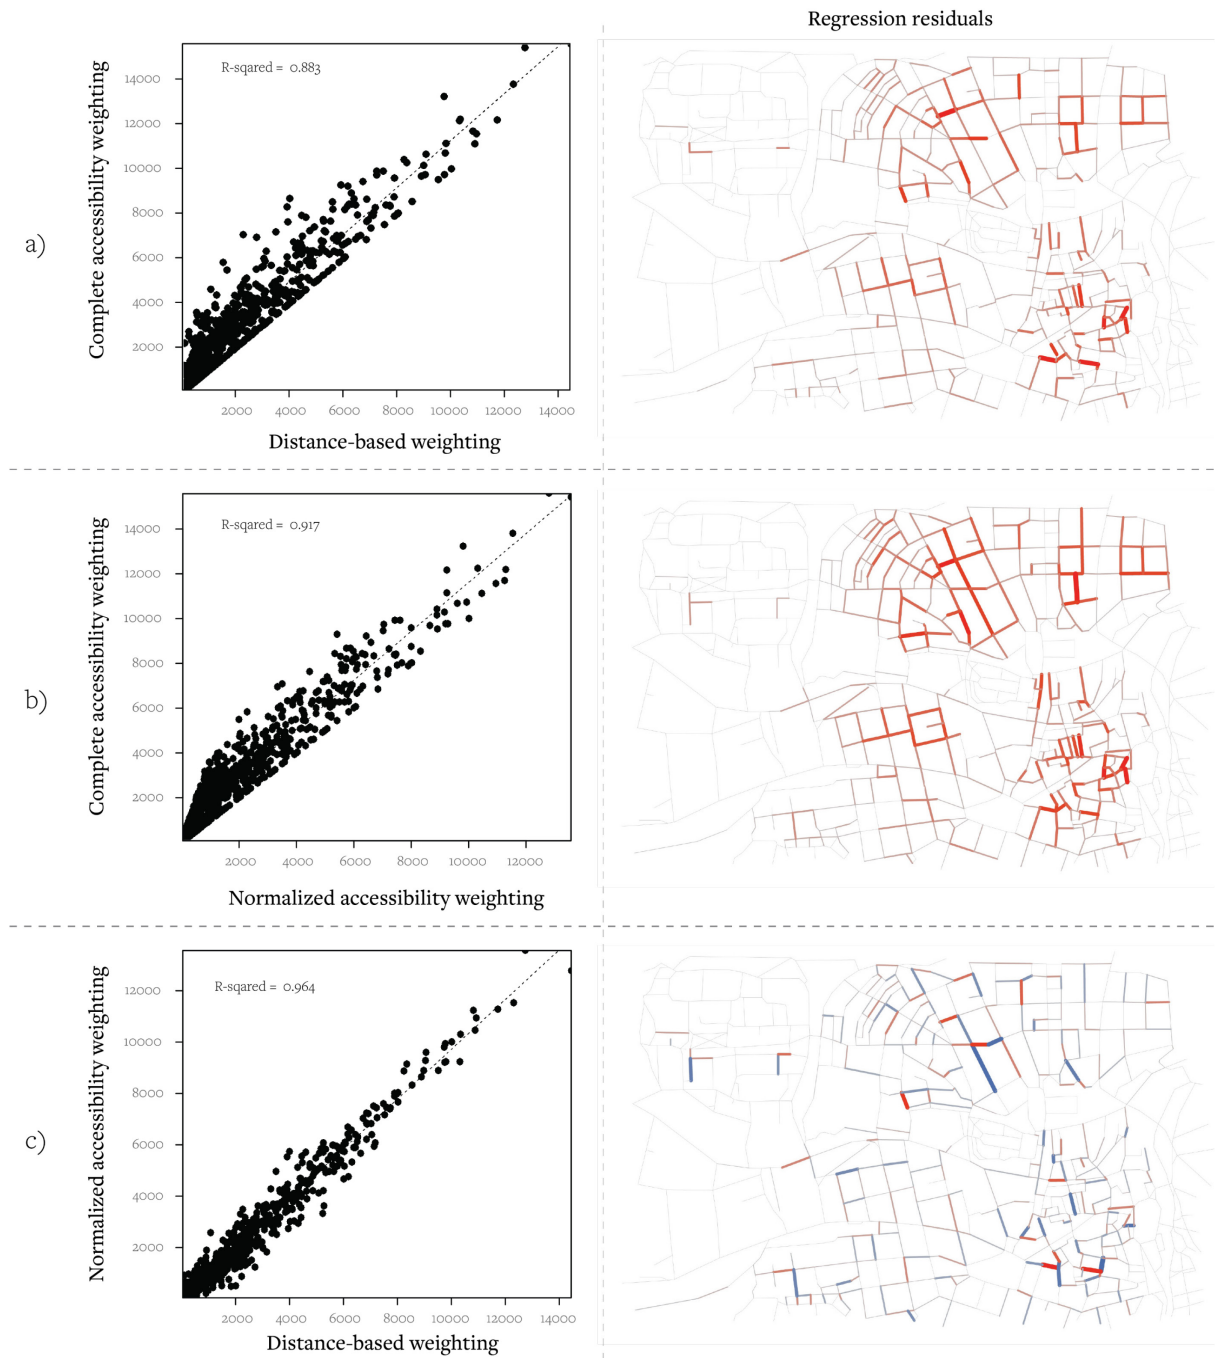 Regression residuals
a)
Complete accessibility weighting
R-sqared = 0.883
14000
12000
10000
8000
6000
4000
2000
2000 4000 6000 8000 10000 12000 14000
Distance-based weighting
b)
Complete accessibility weighting
R-sqared = 0.917
14000
12000
10000
8000
6000
4000
2000
2000 4000 6000 8000 10000 12000
Normalized accessibility weighting
c)
Normalized accessibility weighting
R-sqared = 0.964
12000
10000
8000
6000
4000
2000
2000 4000 6000 8000 10000 12000 14000
Distance-based weighting